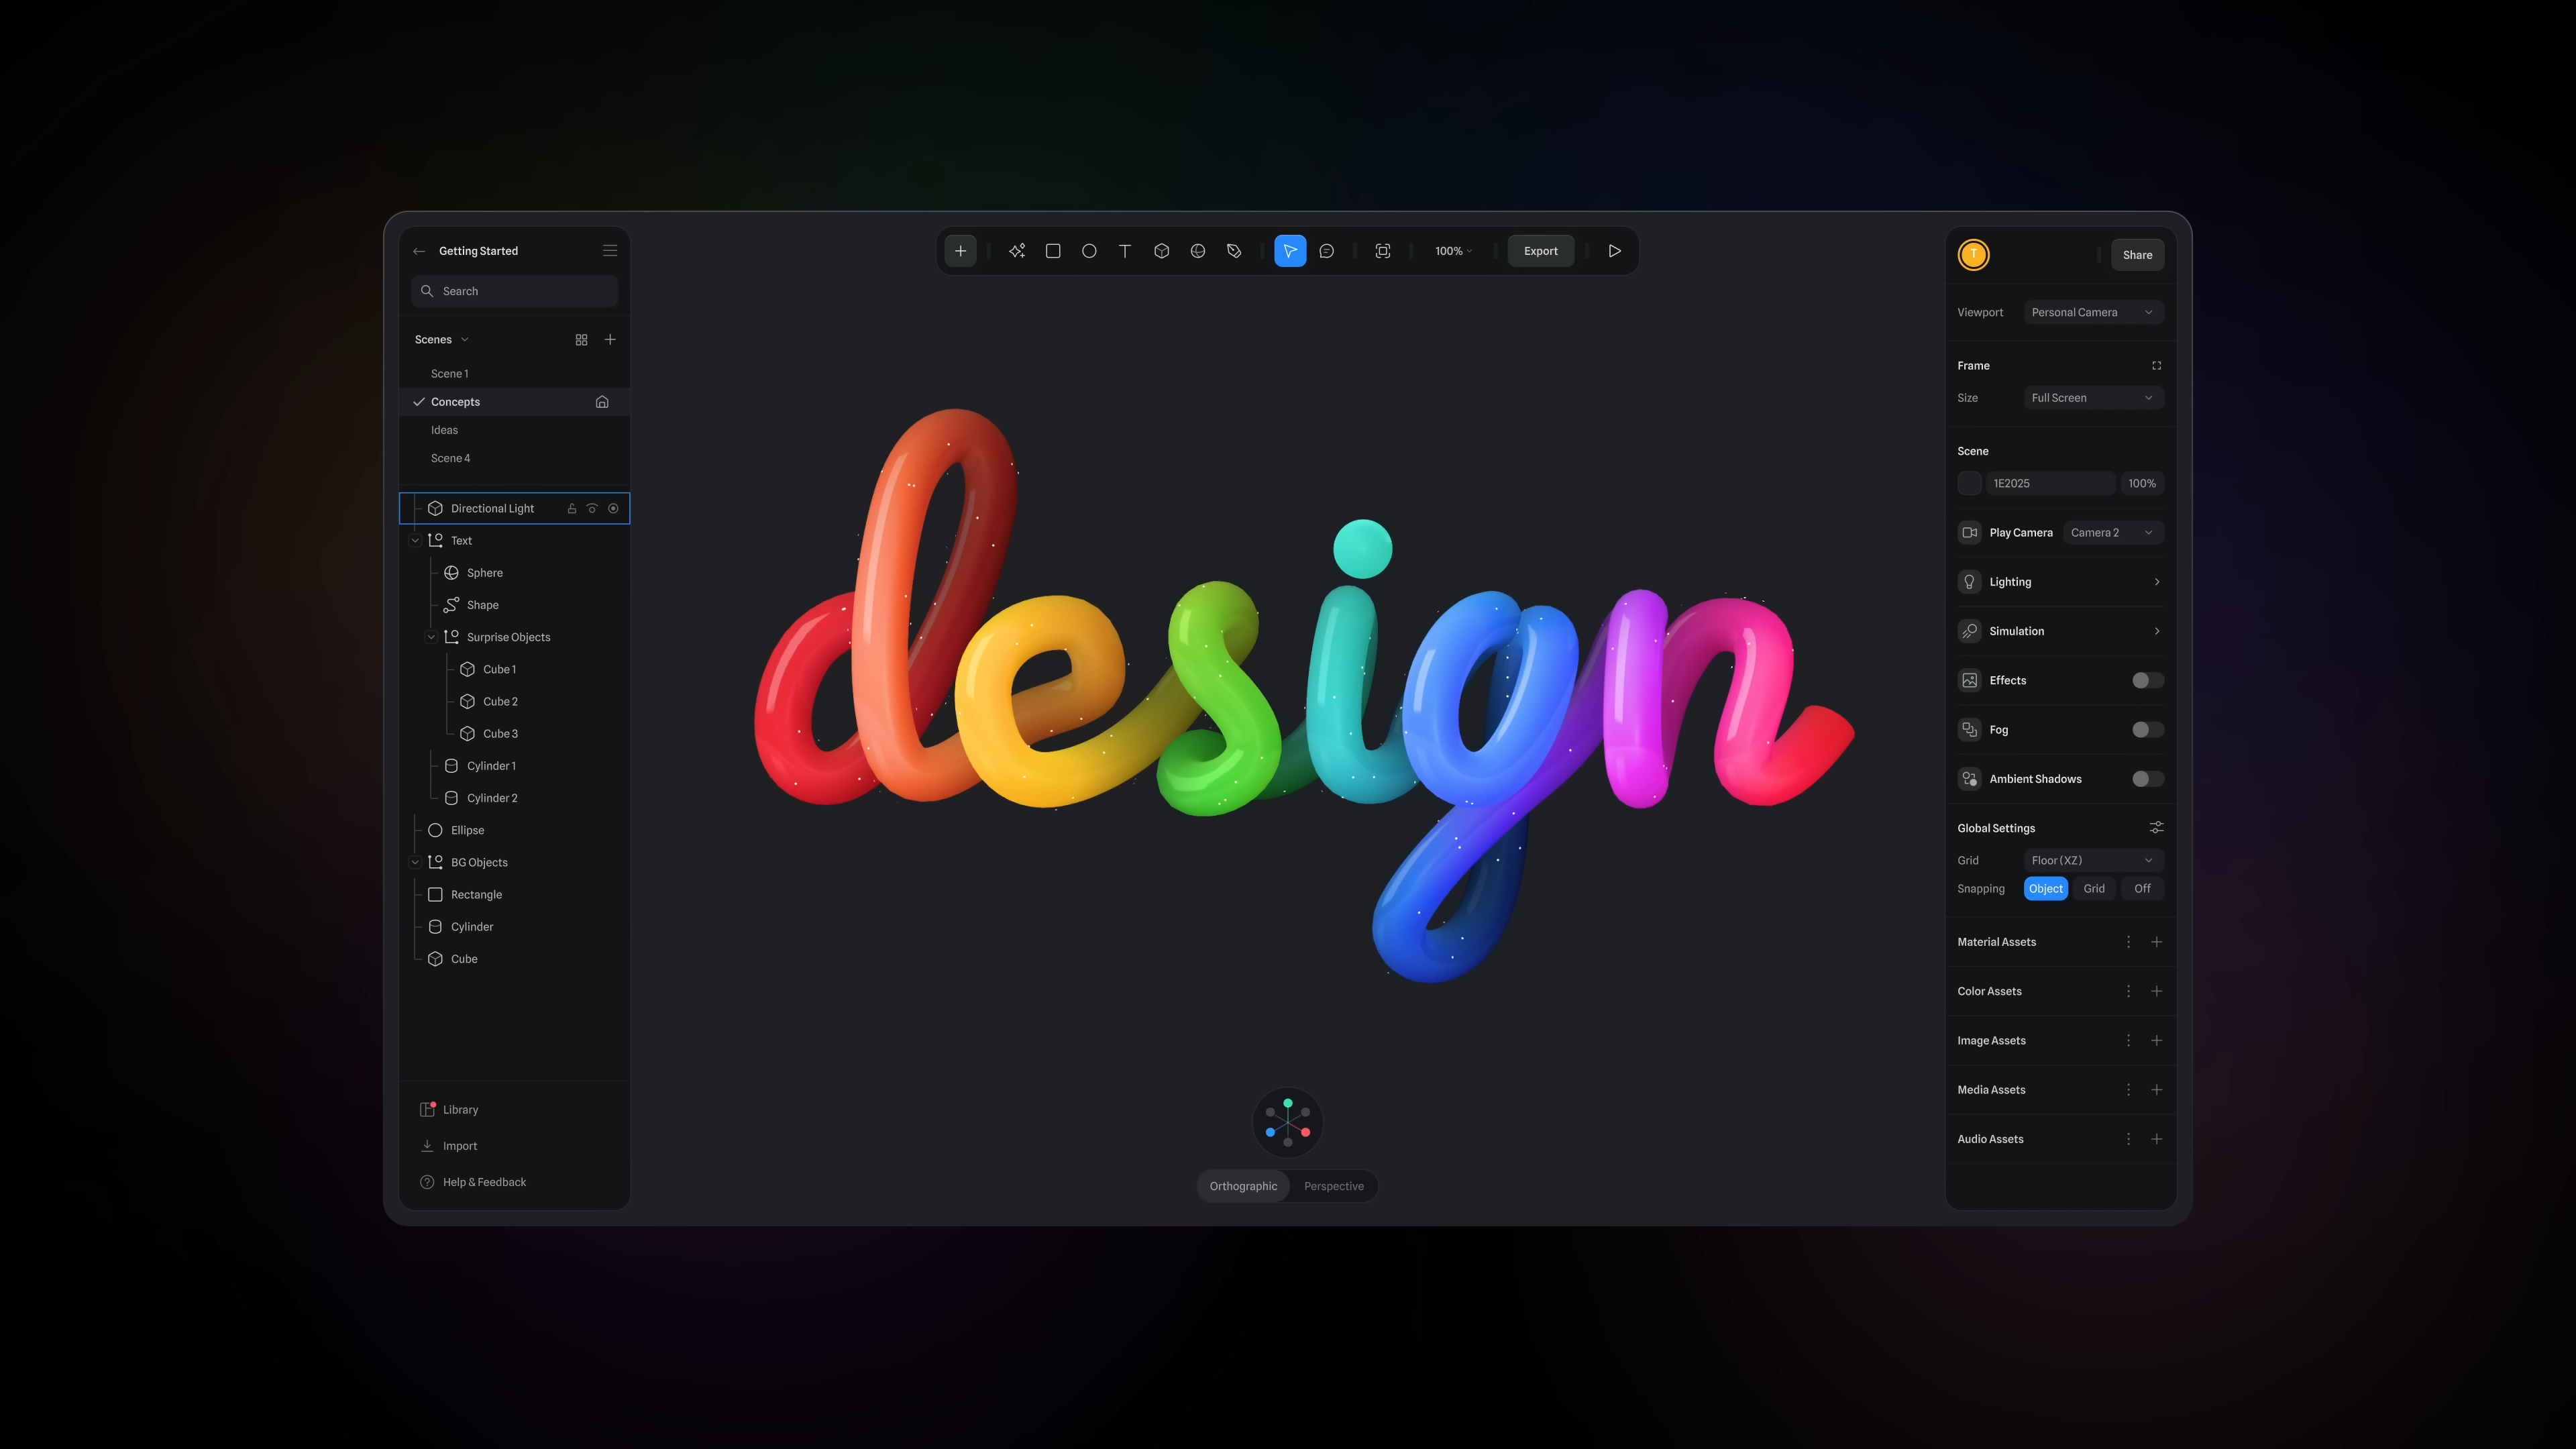 Getting Started
Search
Scenes
Scene 1
Concepts
Ideas
Scene 4
Directional Light
Text
Sphere
Shape
Surprise Objects
Cube 1
Cube 2
Cube 3
Cylinder 1
Cylinder 2
Ellipse
BG Objects
Rectangle
Cylinder
Cube
Library
Import
Help & Feedback
T
100%
Export
design
Orthographic
Perspective
T
Share
Viewport
Personal Camera
Frame
Size
Full Screen
Scene
1E2025
100%
Play Camera
Camera 2
Lighting
Simulation
Effects
Fog
Ambient Shadows
Global Settings
Grid
Floor (XZ)
Snapping
Object
Grid
Off
Material Assets
Color Assets
Image Assets
Media Assets
Audio Assets